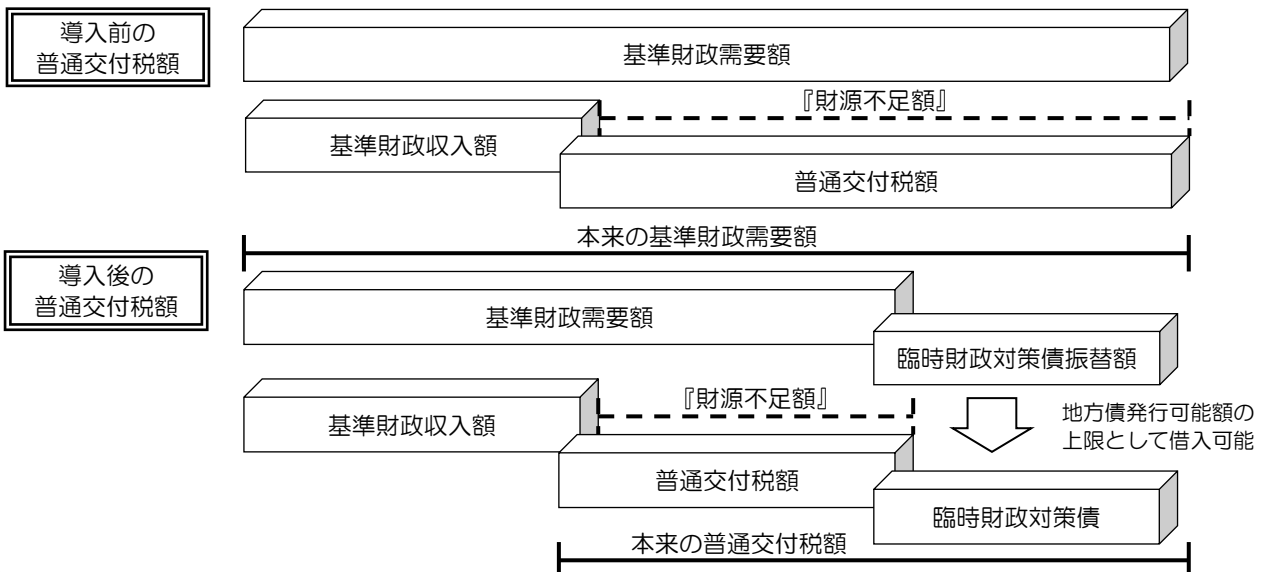 導入前の
普通交付税額
基準財政需要額
『財源不足額』
基準財政収入額
普通交付税額
本来の基準財政需要額
導入後の
普通交付税額
基準財政需要額
臨時財政対策債振替額
『財源不足額』
基準財政収入額
地方債発行可能額の
上限として借入可能
普通交付税額
臨時財政対策債
本来の普通交付税額